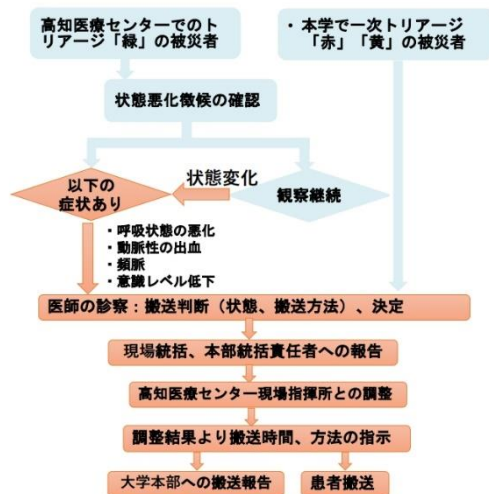 高知医療センターでのト
リアージ「緑」の被災者
・本学で一次トリアージ
「赤」「黄」の被災者
状態悪化徴候の確認
以下の
症状あり
状態変化
観察継続
・呼吸状態の悪化
・動脈性の出血
・頻脈
・意識レベル低下
医師の診察：搬送判断（状態、搬送方法）、決定
現場統括、本部統括責任者への報告
高知医療センター現場指揮所との調整
調整結果より搬送時間、方法の指示
大学本部への搬送報告
患者搬送